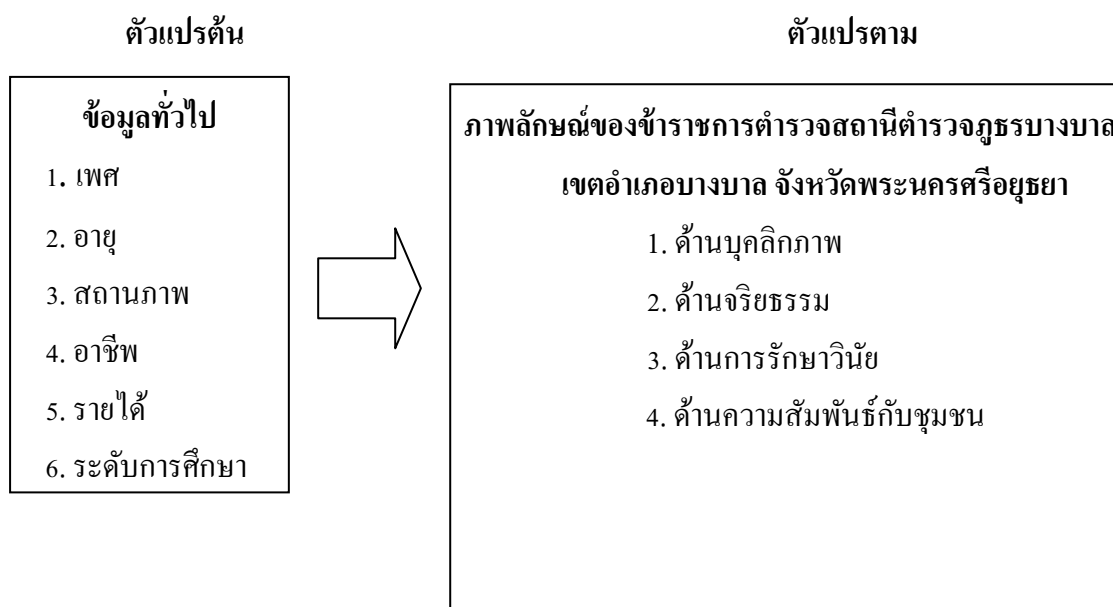 ตัวแปรต้น
ตัวแปรตาม
ข้อมูลทั่วไป
1. เพศ
2. อายุ
3. สถานภาพ
4. อาชีพ
5. รายได้
6. ระดับการศึกษา
ภาพลักษณ์ของข้าราชการตำรวจสถานีตำรวจภูธรบางบาล
เขตอำเภอบางบาล จังหวัดพระนครศรีอยุธยา
1. ด้านบุคลิกภาพ
2. ด้านจริยธรรม
3. ด้านการรักษาวินัย
4. ด้านความสัมพันธ์กับชุมชน